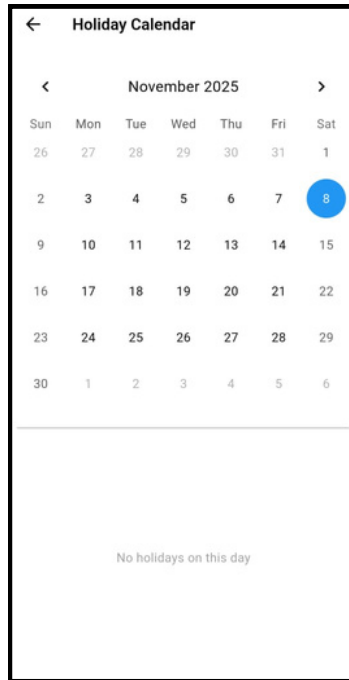 ← Holiday Calendar
< November 2025 >
Sun Mon Tue Wed Thu Fri Sat
26 27 28 29 30 31 1
2 3 4 5 6 7 8
9 10 11 12 13 14 15
16 17 18 19 20 21 22
23 24 25 26 27 28 29
30 1 2 3 4 5 6
No holidays on this day